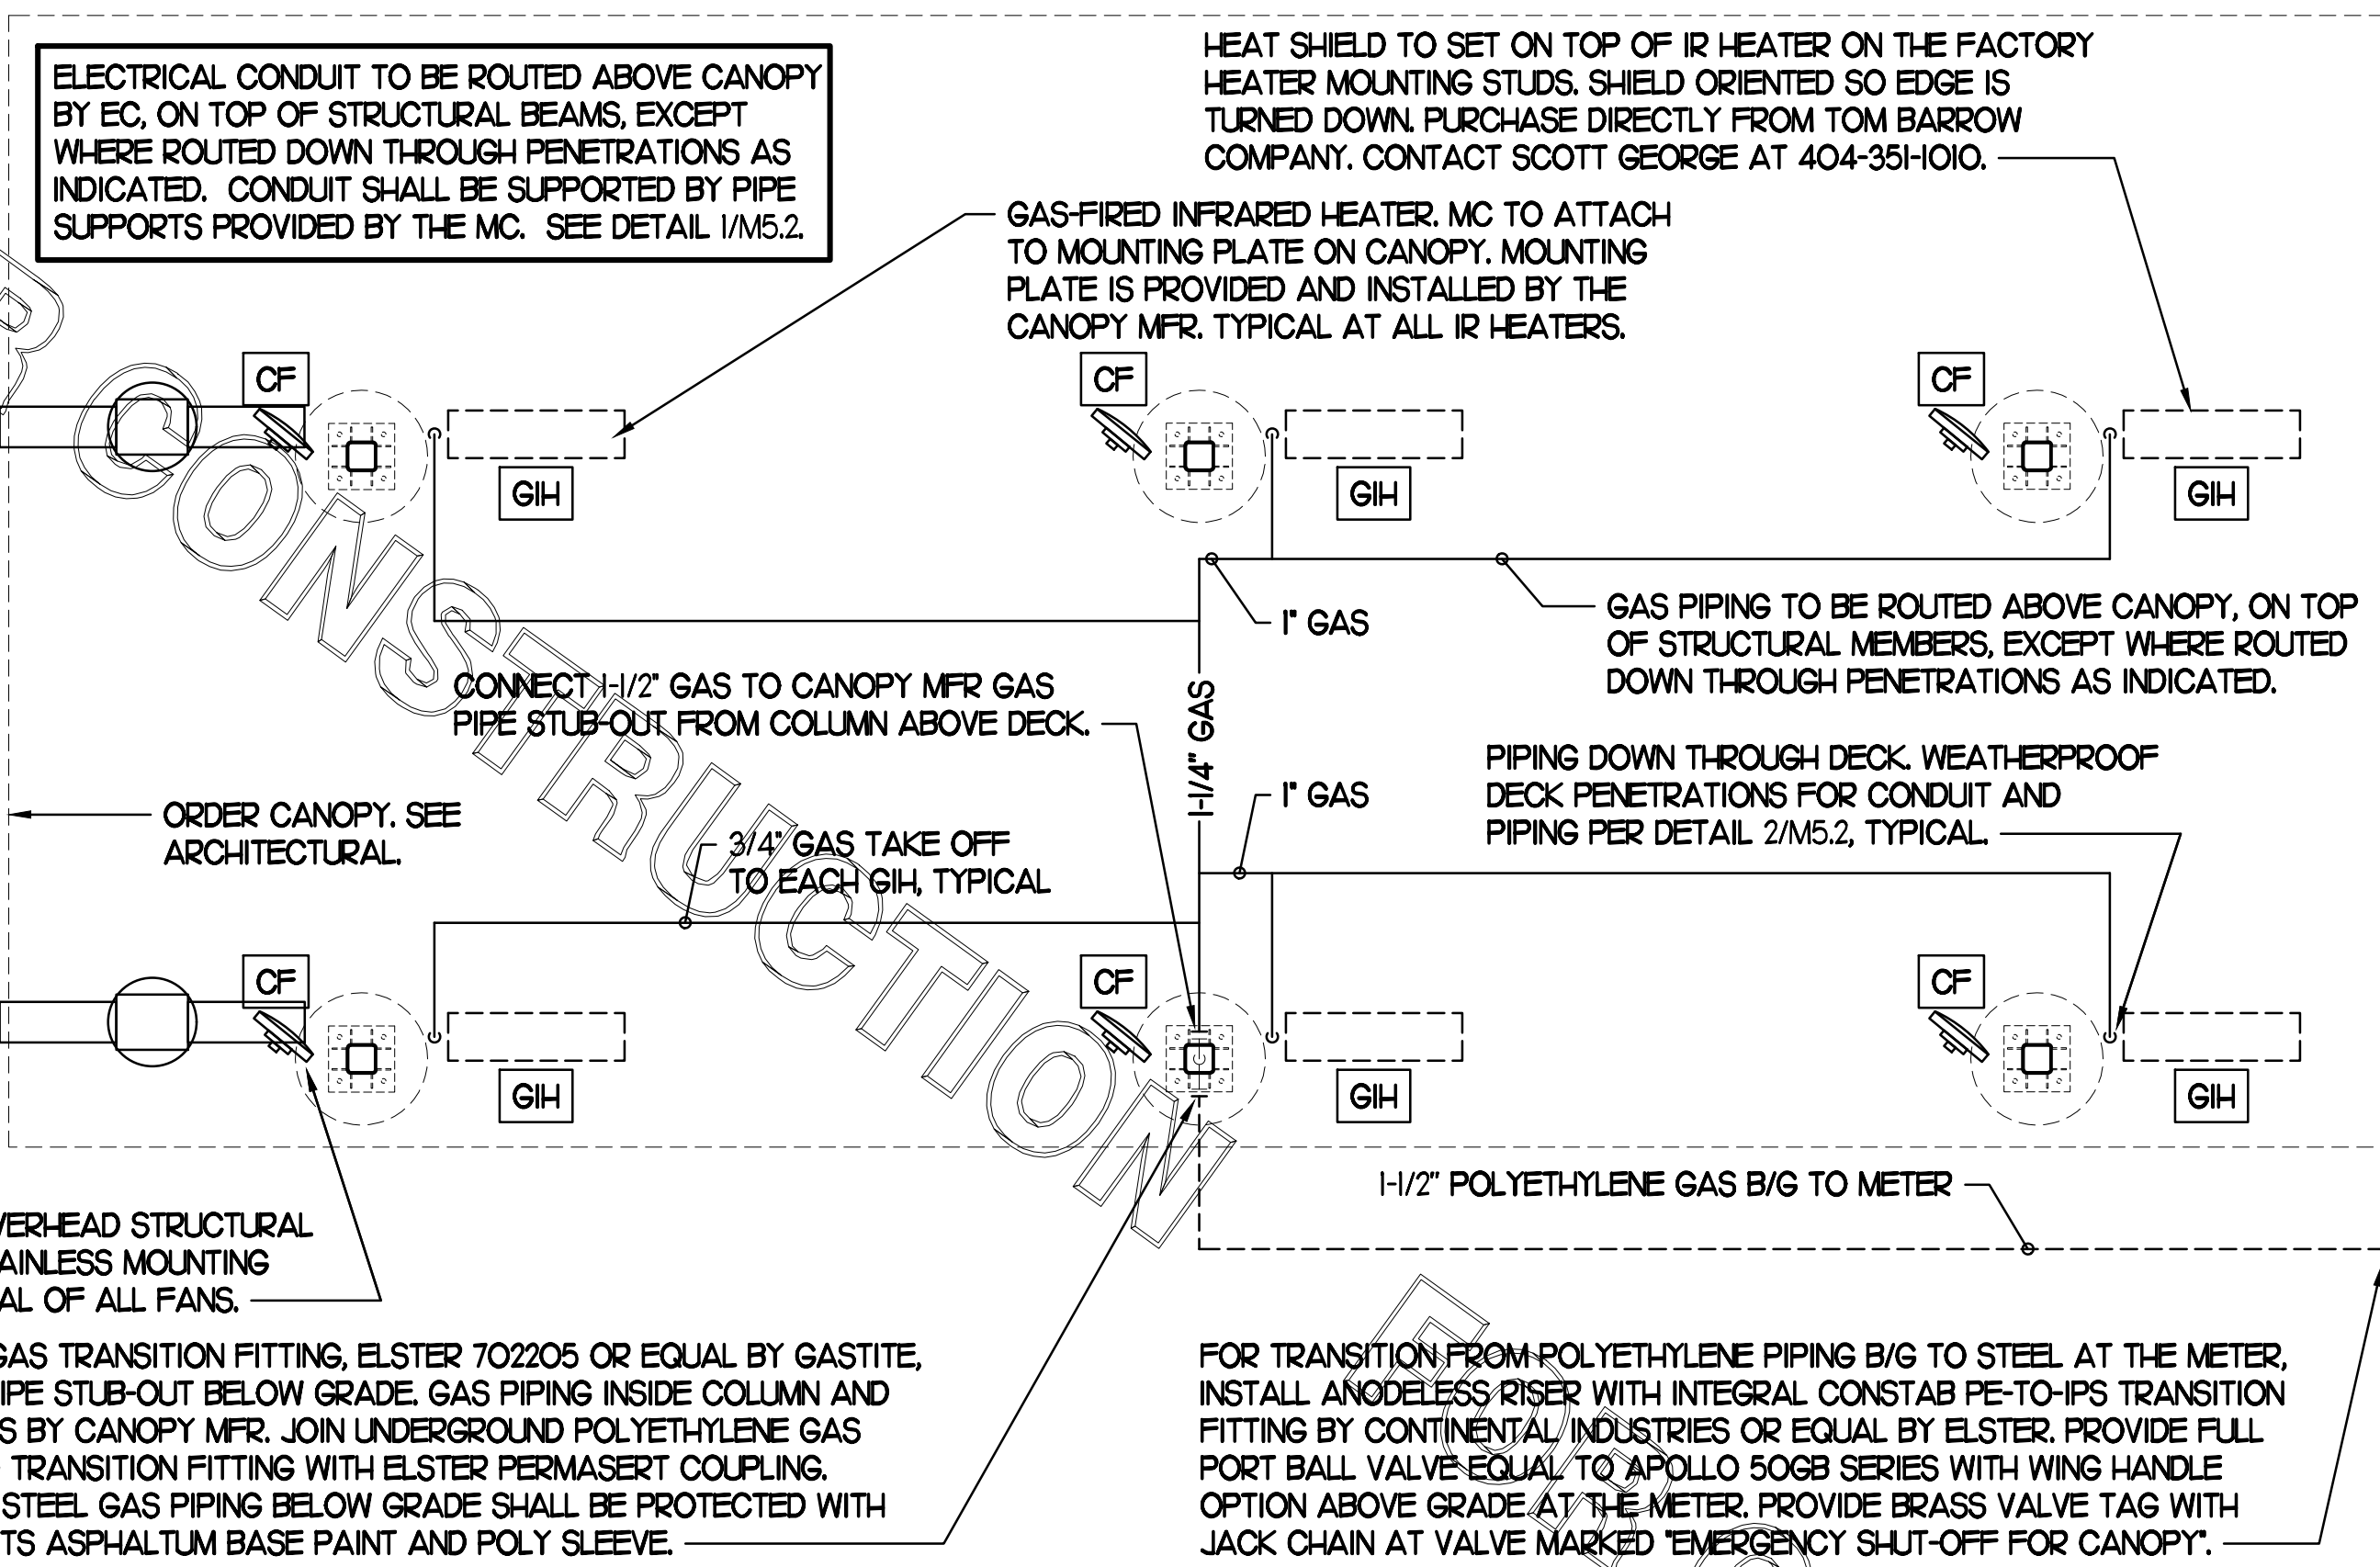 ELECTRICAL CONDUIT TO BE ROUTED ABOVE CANOPY
BY EC, ON TOP OF STRUCTURAL BEAMS, EXCEPT
WHERE ROUTED DOWN THROUGH PENETRATIONS AS
INDICATED. CONDUIT SHALL BE SUPPORTED BY PIPE
SUPPORTS PROVIDED BY THE MC. SEE DETAIL 1/M5.2.
HEAT SHIELD TO SET ON TOP OF IR HEATER ON THE FACTORY
HEATER MOUNTING STUDS. SHIELD ORIENTED SO EDGE IS
TURNED DOWN. PURCHASE DIRECTLY FROM TOM BARROW
COMPANY. CONTACT SCOTT GEORGE AT 404-351-1010.
GAS-FIRED INFRARED HEATER. MC TO ATTACH
TO MOUNTING PLATE ON CANOPY. MOUNTING
PLATE IS PROVIDED AND INSTALLED BY THE
CANOPY MFR. TYPICAL AT ALL IR HEATERS.
CF
CF
CF
GIH
GIH
GIH
1" GAS
GAS PIPING TO BE ROUTED ABOVE CANOPY, ON TOP
OF STRUCTURAL MEMBERS, EXCEPT WHERE ROUTED
DOWN THROUGH PENETRATIONS AS INDICATED.
CONNECT 1-1/2" GAS TO CANOPY MFR GAS
PIPE STUB-OUT FROM COLUMN ABOVE DECK.
1-1/4" GAS
PIPING DOWN THROUGH DECK. WEATHERPROOF
DECK PENETRATIONS FOR CONDUIT AND
PIPING PER DETAIL 2/M5.2, TYPICAL.
1" GAS
ORDER CANOPY. SEE
ARCHITECTURAL.
3/4" GAS TAKE OFF
TO EACH GIH, TYPICAL
CF
CF
CF
GIH
GIH
GIH
1-1/2" POLYETHYLENE GAS B/G TO METER
VERHEAD STRUCTURAL
AINLESS MOUNTING
AL OF ALL FANS.
GAS TRANSITION FITTING, ELSTER 702205 OR EQUAL BY GASTITE,
IPE STUB-OUT BELOW GRADE. GAS PIPING INSIDE COLUMN AND
S BY CANOPY MFR. JOIN UNDERGROUND POLYETHYLENE GAS
TRANSITION FITTING WITH ELSTER PERMASERT COUPLING.
STEEL GAS PIPING BELOW GRADE SHALL BE PROTECTED WITH
TS ASPHALTUM BASE PAINT AND POLY SLEEVE.
FOR TRANSITION FROM POLYETHYLENE PIPING B/G TO STEEL AT THE METER,
INSTALL ANODELESS RISER WITH INTEGRAL CONSTAB PE-TO-IPS TRANSITION
FITTING BY CONTINENTAL INDUSTRIES OR EQUAL BY ELSTER. PROVIDE FULL
PORT BALL VALVE EQUAL TO APOLLO 50GB SERIES WITH WING HANDLE
OPTION ABOVE GRADE AT THE METER. PROVIDE BRASS VALVE TAG WITH
JACK CHAIN AT VALVE MARKED "EMERGENCY SHUT-OFF FOR CANOPY".
R CONSTRUCTION
FOR